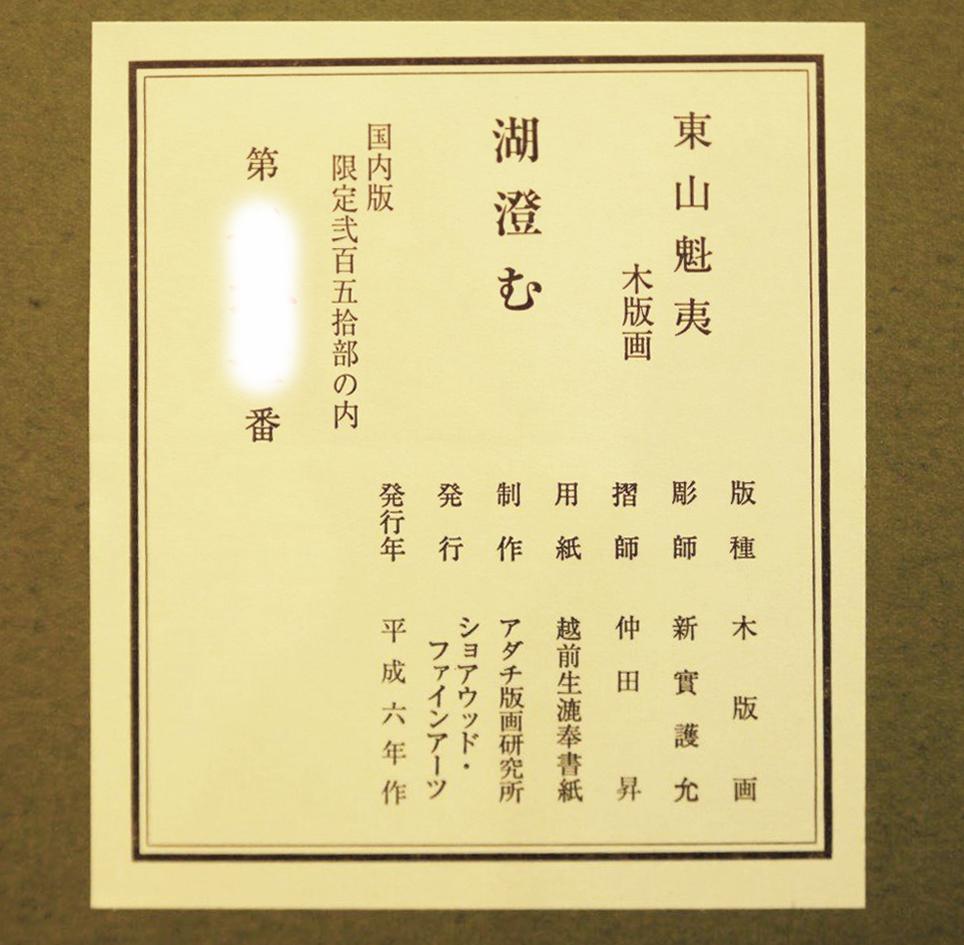 東山魁夷
木版画
湖澄む
国内版
限定弐百五拾部の内
第
番
版種 木版画
彫師 新實護允
摺師 仲田昇
用紙 越前生漉奉書紙
制作 アダチ版画研究所
発行 ショアウッド・
ファインアーツ
発行年 平成六年作